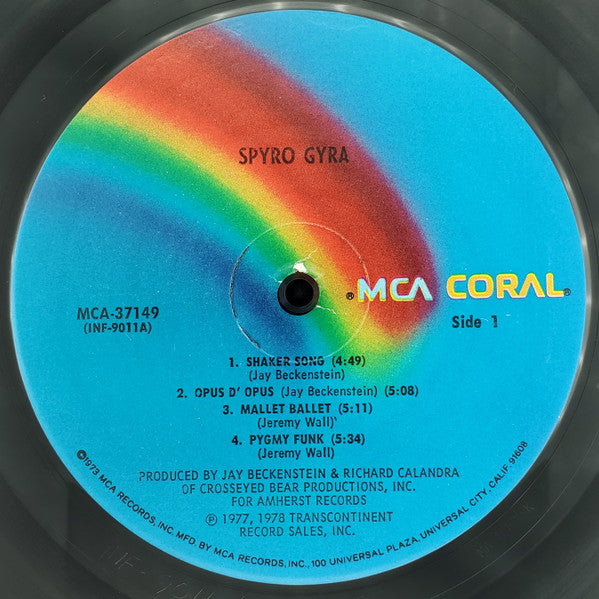 SPYRO GYRA
®MCA CORAL®
MCA-37149
(INF-9011A)
Side 1
1. SHAKER SONG (4:49)
(Jay Beckenstein)
2. OPUS D' OPUS (Jay Beckenstein) (5:08)
3. MALLET BALLET (5:11)
(Jeremy Wall)
4. PYGMY FUNK (5:34)
(Jeremy Wall)
PRODUCED BY JAY BECKENSTEIN & RICHARD CALANDRA
OF CROSSEYED BEAR PRODUCTIONS, INC.
FOR AMHERST RECORDS
℗ 1977, 1978 TRANSCONTINENT
RECORD SALES, INC.
©1973 MCA RECORDS, INC. MFD. BY MCA RECORDS, INC., 100 UNIVERSAL PLAZA, UNIVERSAL CITY, CALIF. 91608